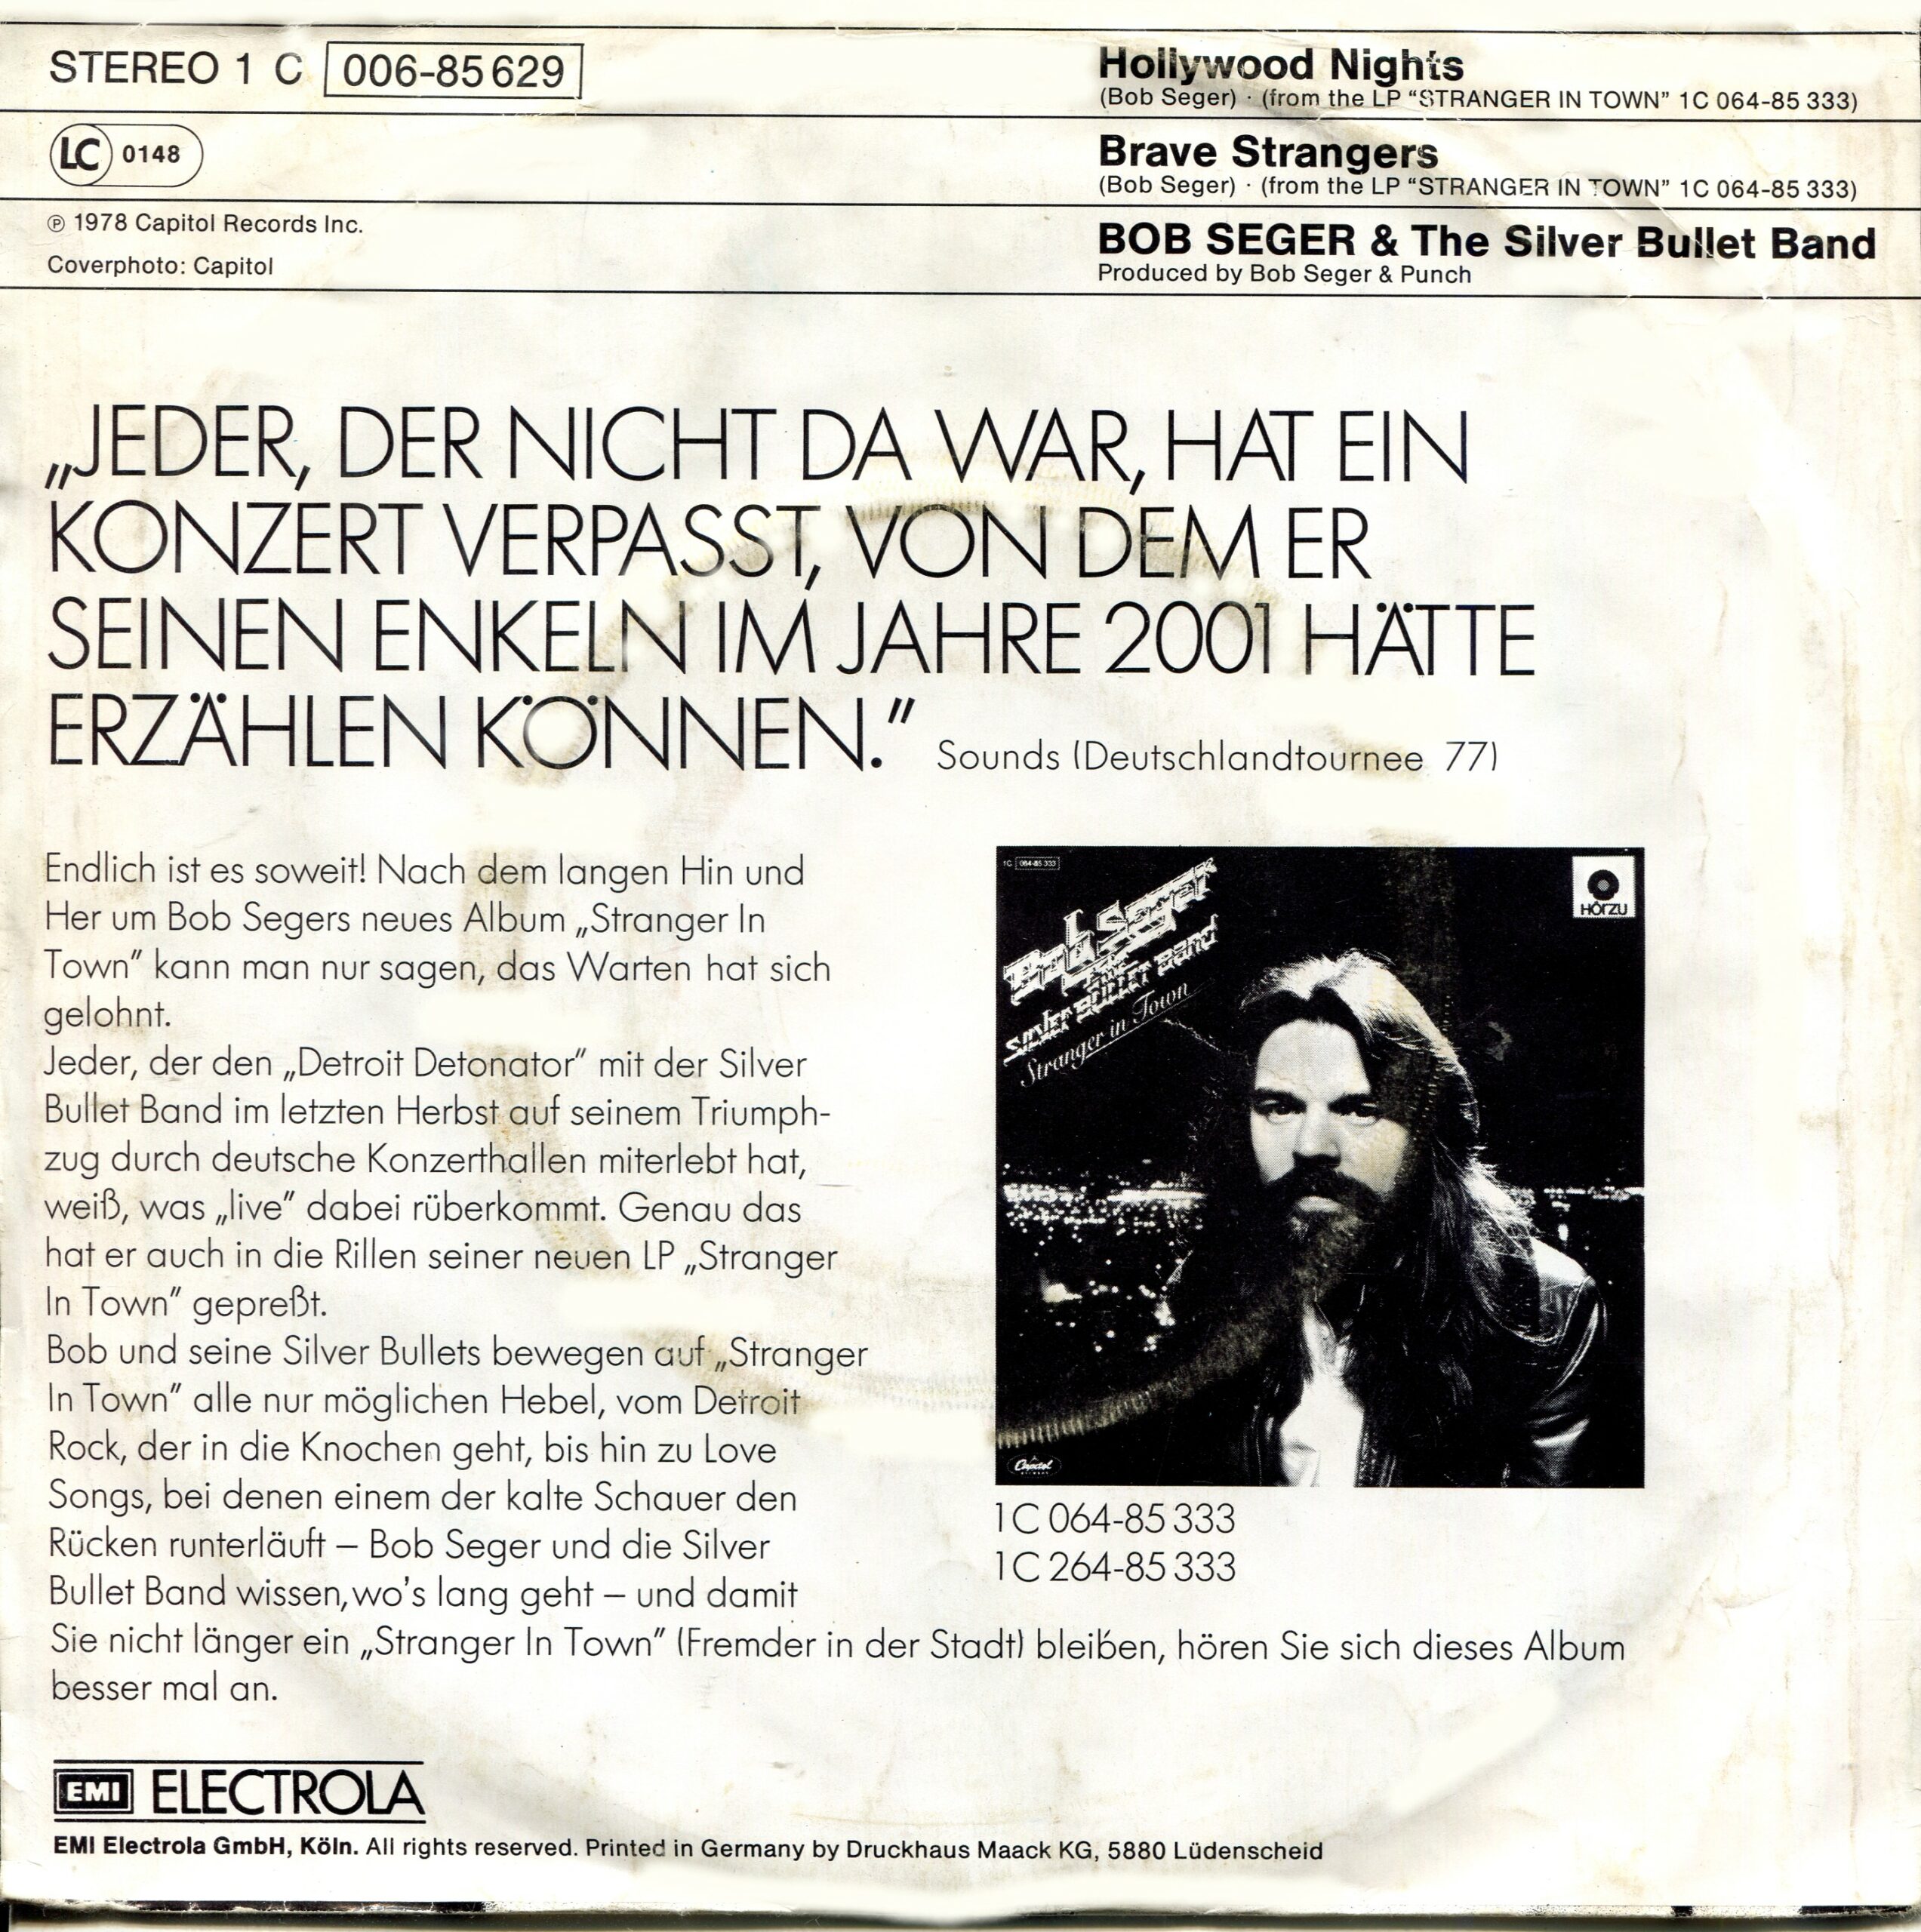 STEREO 1 C 006-85 629
LC 0148
℗ 1978 Capitol Records Inc.
Coverphoto: Capitol
Hollywood Nights
(Bob Seger) · (from the LP “STRANGER IN TOWN” 1C 064-85 333)
Brave Strangers
(Bob Seger) · (from the LP “STRANGER IN TOWN” 1C 064-85 333)
BOB SEGER & The Silver Bullet Band
Produced by Bob Seger & Punch
„JEDER, DER NICHT DA WAR, HAT EIN
KONZERT VERPASST, VON DEM ER
SEINEN ENKELN IM JAHRE 2001 HÄTTE
ERZÄHLEN KÖNNEN.” Sounds (Deutschlandtournee 77)
Endlich ist es soweit! Nach dem langen Hin und
Her um Bob Segers neues Album „Stranger In
Town” kann man nur sagen, das Warten hat sich
gelohnt.
Jeder, der den „Detroit Detonator” mit der Silver
Bullet Band im letzten Herbst auf seinem Triumph-
zug durch deutsche Konzerthallen miterlebt hat,
weiß, was „live” dabei rüberkommt. Genau das
hat er auch in die Rillen seiner neuen LP „Stranger
In Town” gepreßt.
Bob und seine Silver Bullets bewegen auf „Stranger
In Town” alle nur möglichen Hebel, vom Detroit
Rock, der in die Knochen geht, bis hin zu Love
Songs, bei denen einem der kalte Schauer den
Rücken runterläuft – Bob Seger und die Silver
Bullet Band wissen, wo's lang geht – und damit
Sie nicht länger ein „Stranger In Town” (Fremder in der Stadt) bleiben, hören Sie sich dieses Album
besser mal an.
1C 064-85 333
HÖRZU
Bob Seger
& The
Silver Bullet Band
Stranger in Town
Capitol
1C 064-85 333
1C 264-85 333
EMI ELECTROLA
EMI Electrola GmbH, Köln. All rights reserved. Printed in Germany by Druckhaus Maack KG, 5880 Lüdenscheid